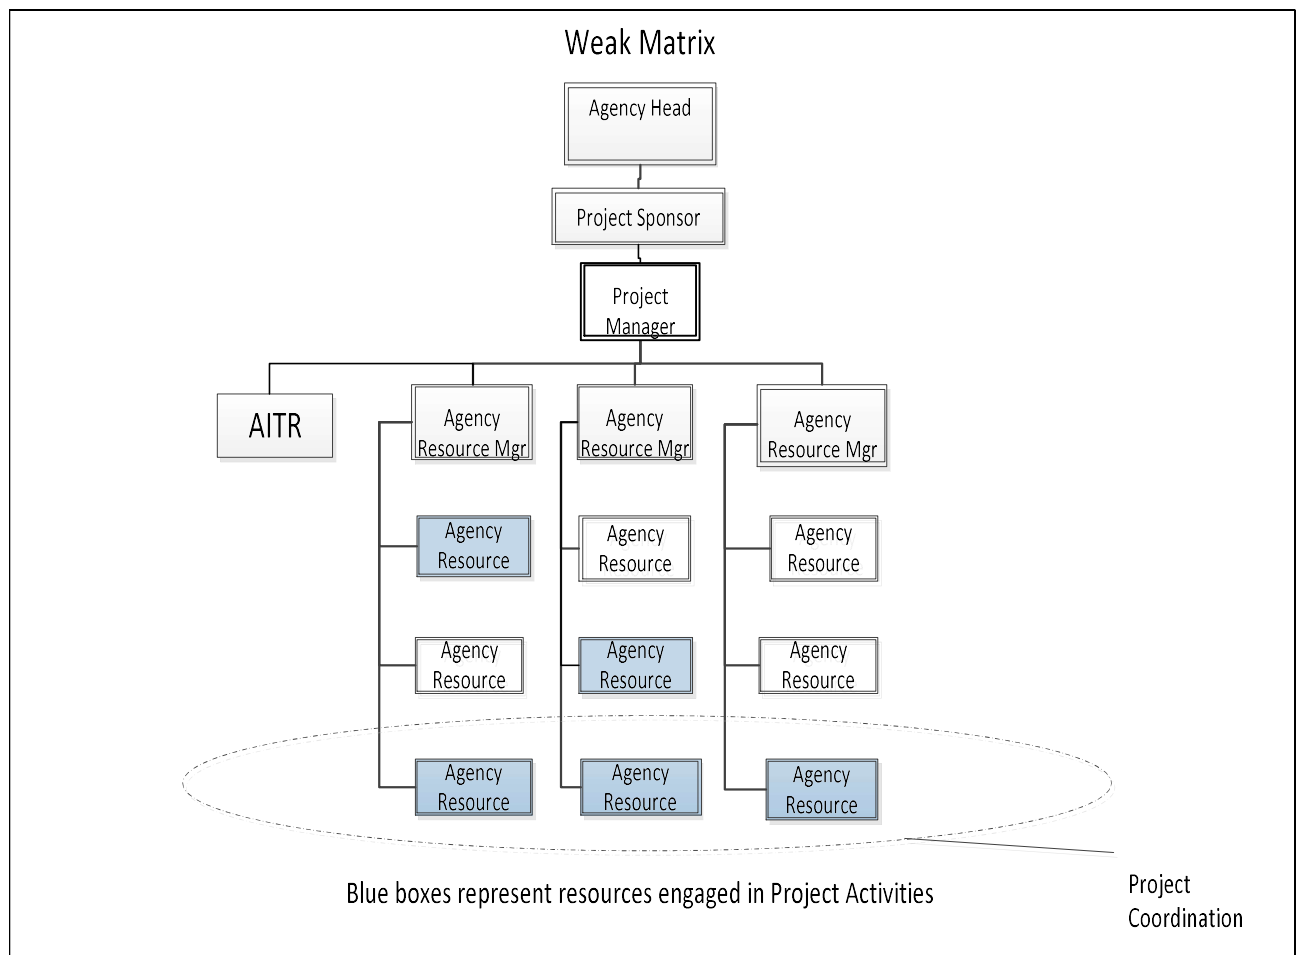 Weak Matrix
Agency Head
Project Sponsor
Project
Manager
AITR
Agency
Resource Mgr
Agency
Resource Mgr
Agency
Resource Mgr
Agency
Resource
Agency
Resource
Agency
Resource
Agency
Resource
Agency
Resource
Agency
Resource
Agency
Resource
Agency
Resource
Agency
Resource
Blue boxes represent resources engaged in Project Activities
Project
Coordination